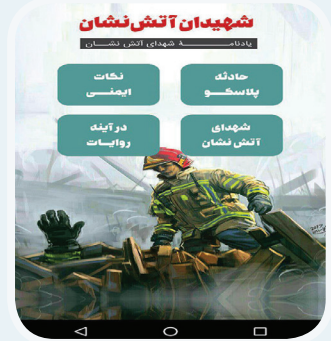 شهیدان آتش‌نشان
یادنامهٔ شهدای آتش نشان
حادثه
پلاسکو
نکات
ایمنی
شهدای
آتش نشان
در آینه
روایات